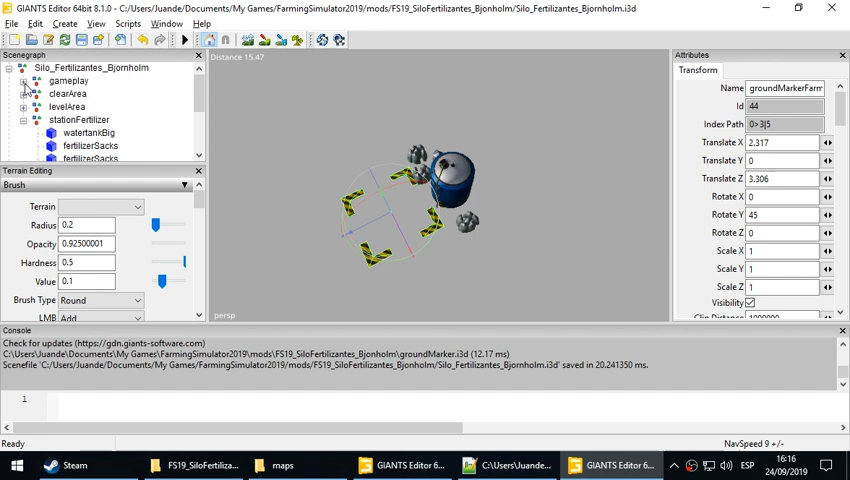 GIANTS Editor 64bit 8.1.0 - C:/Users/Juande/Documents/My Games/FarmingSimulator2019/mods/FS19_SiloFertilizantes_Bjonholm/Silo_Fertilizantes_Bjornholm.i3d
File Edit Create View Scripts Window Help
Scenegraph
Silo_Fertilizantes_Bjornholm
gameplay
clearArea
levelArea
stationFertilizer
watertankBig
fertilizerSacks
fertilizerSacks
Terrain Editing
Brush
Terrain
Radius 0.2
Opacity 0.92500001
Hardness 0.5
Value 0.1
Brush Type Round
LMB Add
Distance 15.47
persp
Attributes
Transform
Name groundMarkerFarm
Id 44
Index Path 0>3|5
Translate X 2.317
Translate Y 0
Translate Z 3.306
Rotate X 0
Rotate Y 45
Rotate Z 0
Scale X 1
Scale Y 1
Scale Z 1
Visibility
Clip Distance 1000000
Console
Check for updates (https://gdn.giants-software.com)
C:\Users\Juande\Documents\My Games\FarmingSimulator2019\mods\FS19_SiloFertilizantes_Bjonholm\groundMarker.i3d (12.17 ms)
Scenefile 'C:/Users/Juande/Documents/My Games/FarmingSimulator2019/mods/FS19_SiloFertilizantes_Bjonholm/Silo_Fertilizantes_Bjornholm.i3d' saved in 20.241350 ms.
1
Ready
NavSpeed 9 +/-
Steam
FS19_SiloFertiliza...
maps
GIANTS Editor 6...
C:\Users\Juande...
GIANTS Editor 6...
ESP
16:16
24/09/2019